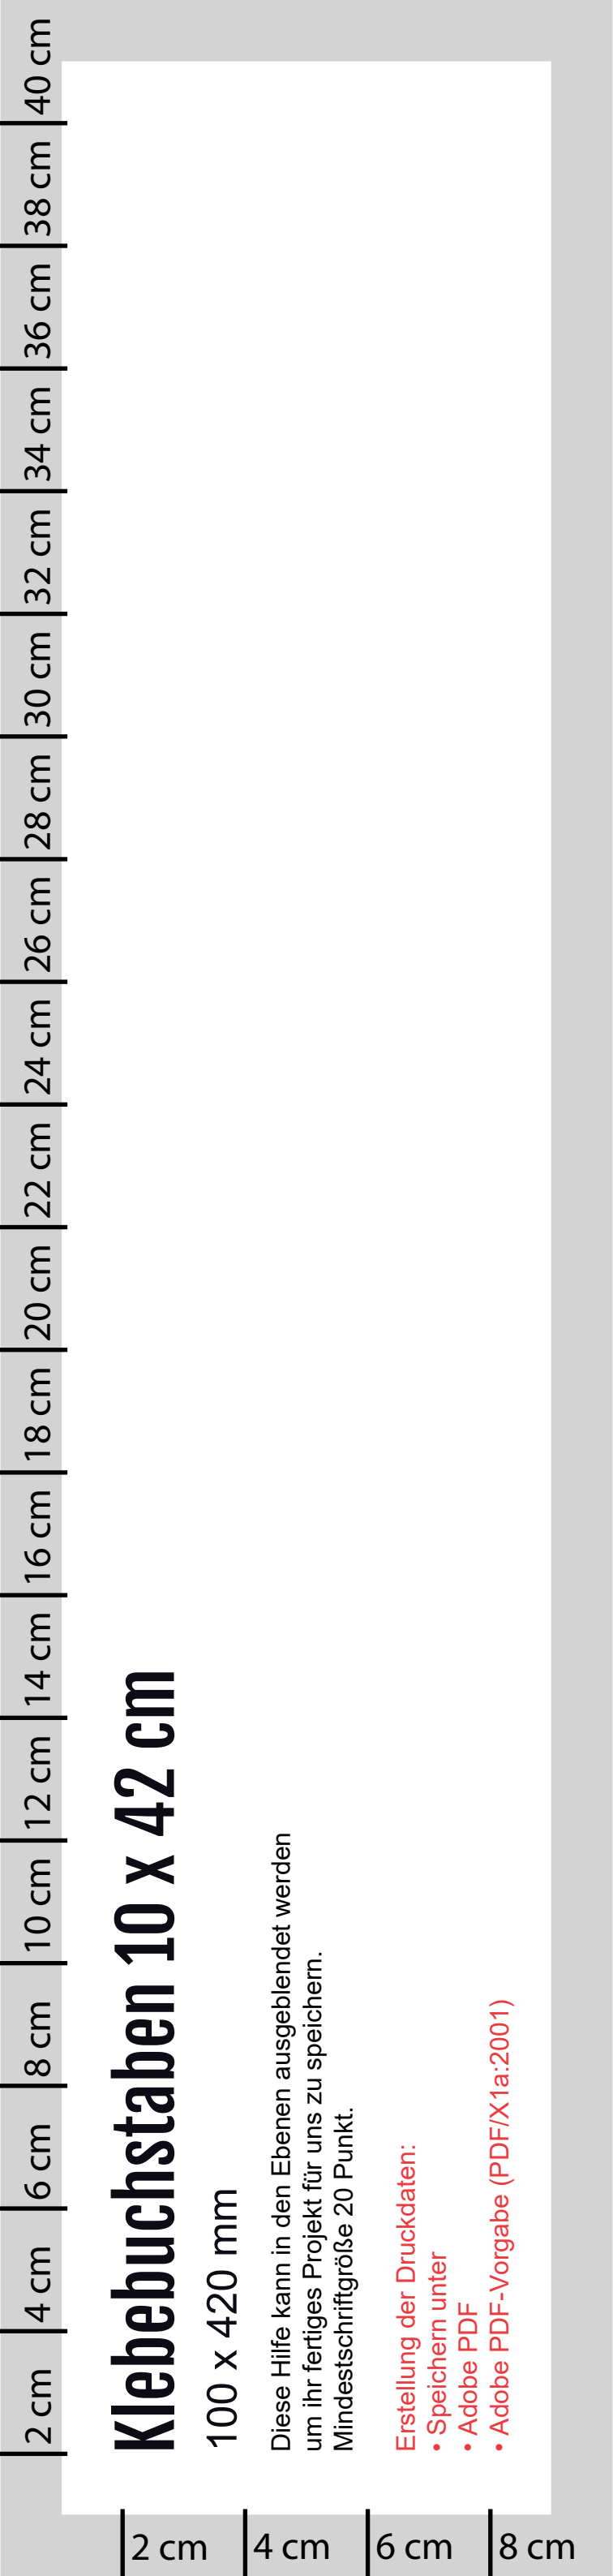 Klebebuchstaben 10 x 42 cm
100 x 420 mm
Diese Hilfe kann in den Ebenen ausgeblendet werden
um ihr fertiges Projekt für uns zu speichern.
Mindestschriftgröße 20 Punkt.
Erstellung der Druckdaten:
• Speichern unter
• Adobe PDF
• Adobe PDF-Vorgabe (PDF/X1a:2001)
2 cm
4 cm
6 cm
8 cm
10 cm
12 cm
14 cm
16 cm
18 cm
20 cm
22 cm
24 cm
26 cm
28 cm
30 cm
32 cm
34 cm
36 cm
38 cm
40 cm
2 cm
4 cm
6 cm
8 cm